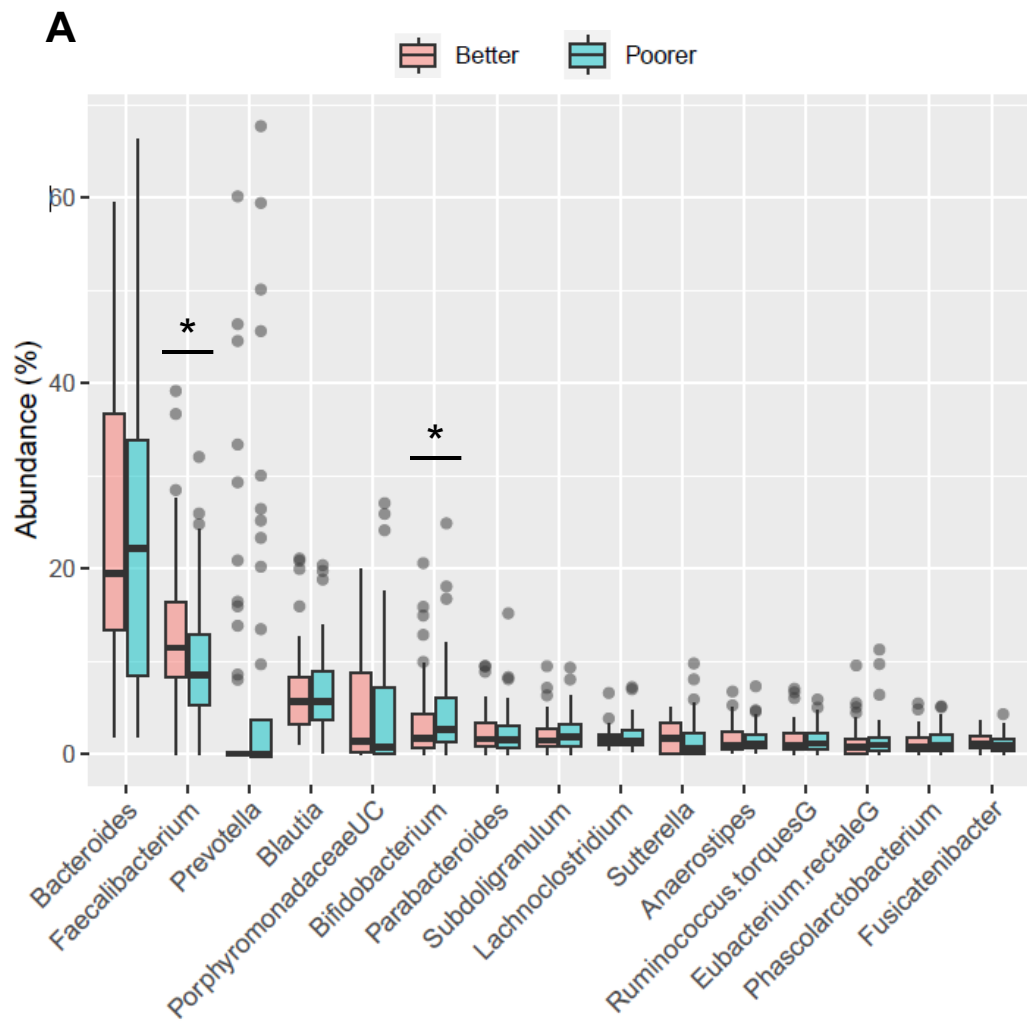 A
Better
Poorer
Abundance (%)
60
40
20
0
*
*
Bacteroides
Faecalibacterium
Prevotella
Blautia
PorphyromonadaceaeUC
Bifidobacterium
Parabacteroides
Subdoligranulum
Lachnoclostridium
Sutterella
Anaerostipes
Ruminococcus.torquesG
Eubacterium.rectaleG
Phascolarctobacterium
Fusicatenibacter